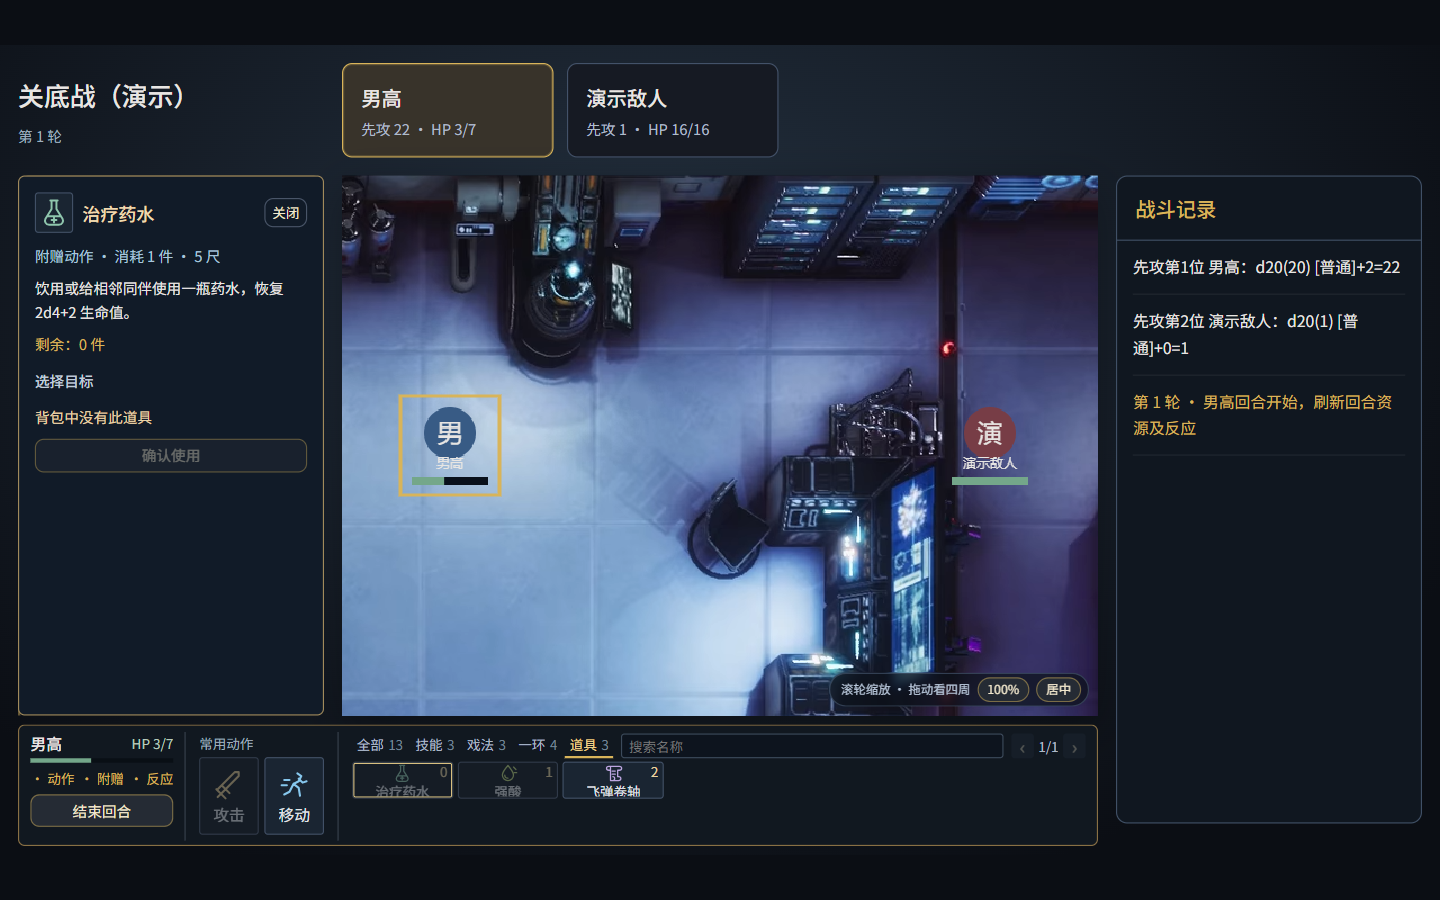 关底战（演示）
第 1 轮
男高
先攻 22 · HP 3/7
演示敌人
先攻 1 · HP 16/16
治疗药水
关闭
附赠动作 · 消耗 1 件 · 5 尺
饮用或给相邻同伴使用一瓶药水，恢复
2d4+2 生命值。
剩余：0 件
选择目标
背包中没有此道具
确认使用
男
男高
演
演示敌人
滚轮缩放 · 拖动看四周
100%
居中
战斗记录
先攻第1位 男高：d20(20) [普通]+2=22
先攻第2位 演示敌人：d20(1) [普
通]+0=1
第 1 轮 · 男高回合开始，刷新回合资
源及反应
男高
HP 3/7
· 动作 · 附赠 · 反应
结束回合
常用动作
攻击
移动
全部 13
技能 3
戏法 3
一环 4
道具 3
搜索名称
‹ 1/1 ›
0
治疗药水
1
强酸
2
飞弹卷轴